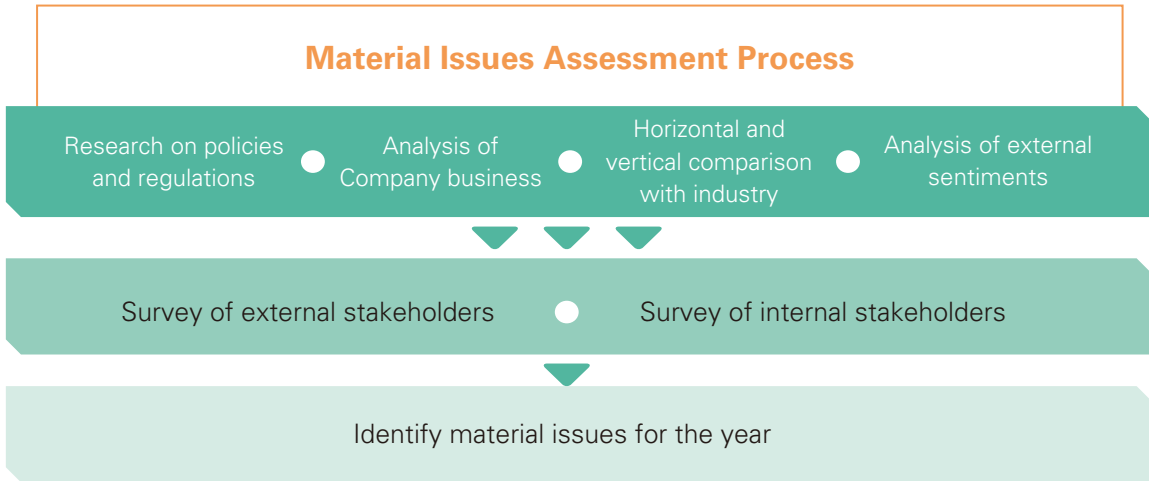 Material Issues Assessment Process
Research on policies
and regulations
Analysis of
Company business
Horizontal and
vertical comparison
with industry
Analysis of external
sentiments
Survey of external stakeholders
Survey of internal stakeholders
Identify material issues for the year